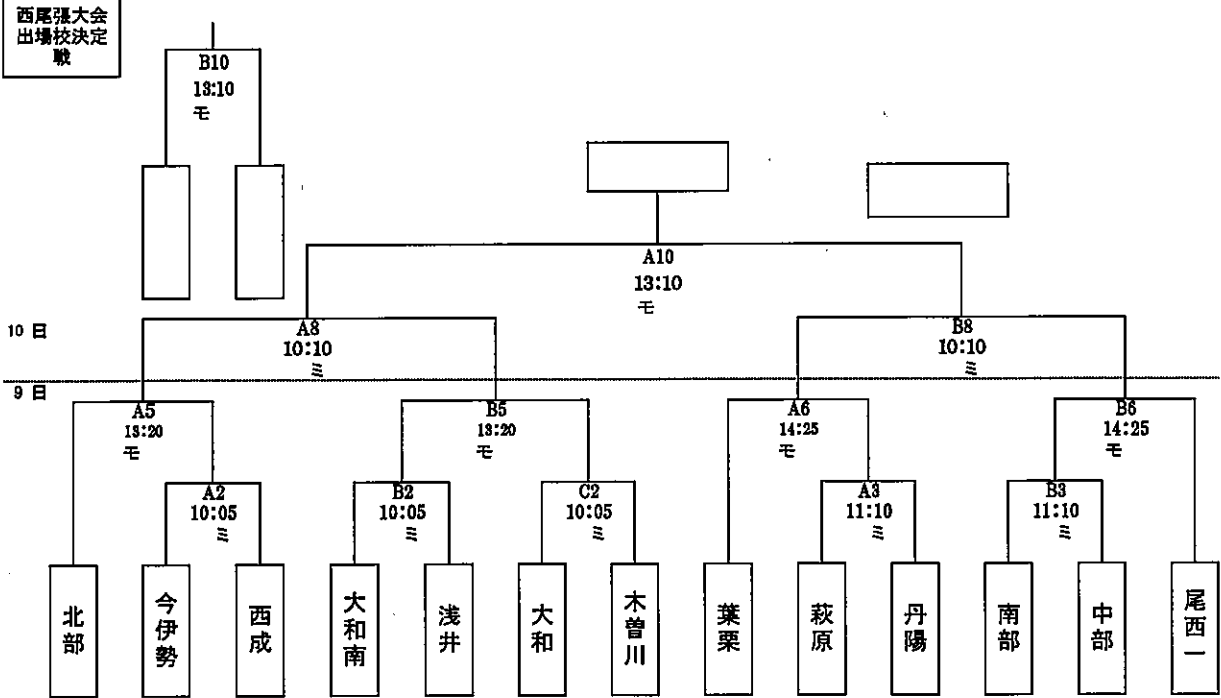 西尾張大会
出場校決定
戦
B10
13:10
モ
A10
13:10
モ
10 日
A8
10:10
ミ
B8
10:10
ミ
9 日
A5
13:20
モ
B5
13:20
モ
A6
14:25
モ
B6
14:25
モ
A2
10:05
ミ
B2
10:05
ミ
C2
10:05
ミ
A3
11:10
ミ
B3
11:10
ミ
北部
今伊勢
西成
大和南
浅井
大和
木曽川
葉栗
萩原
丹陽
南部
中部
尾西一